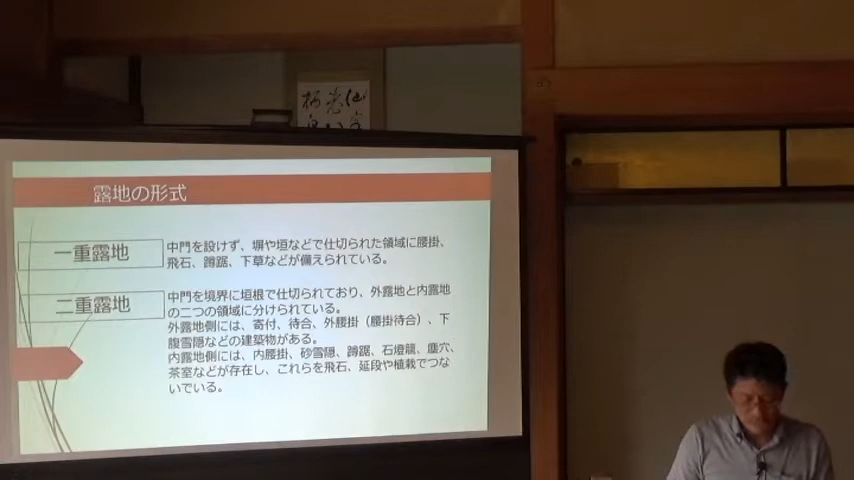 露地の形式
一重露地
中門を設けず、塀や垣などで仕切られた領域に腰掛、
飛石、蹲踞、下草などが備えられている。
二重露地
中門を境界に垣根で仕切られており、外露地と内露地
の二つの領域に分けられている。
外露地側には、寄付、待合、外腰掛（腰掛待合）、下
腹雪隠などの建築物がある。
内露地側には、内腰掛、砂雪隠、蹲踞、石燈籠、塵穴、
茶室などが存在し、これらを飛石、延段や植栽でつな
いでいる。